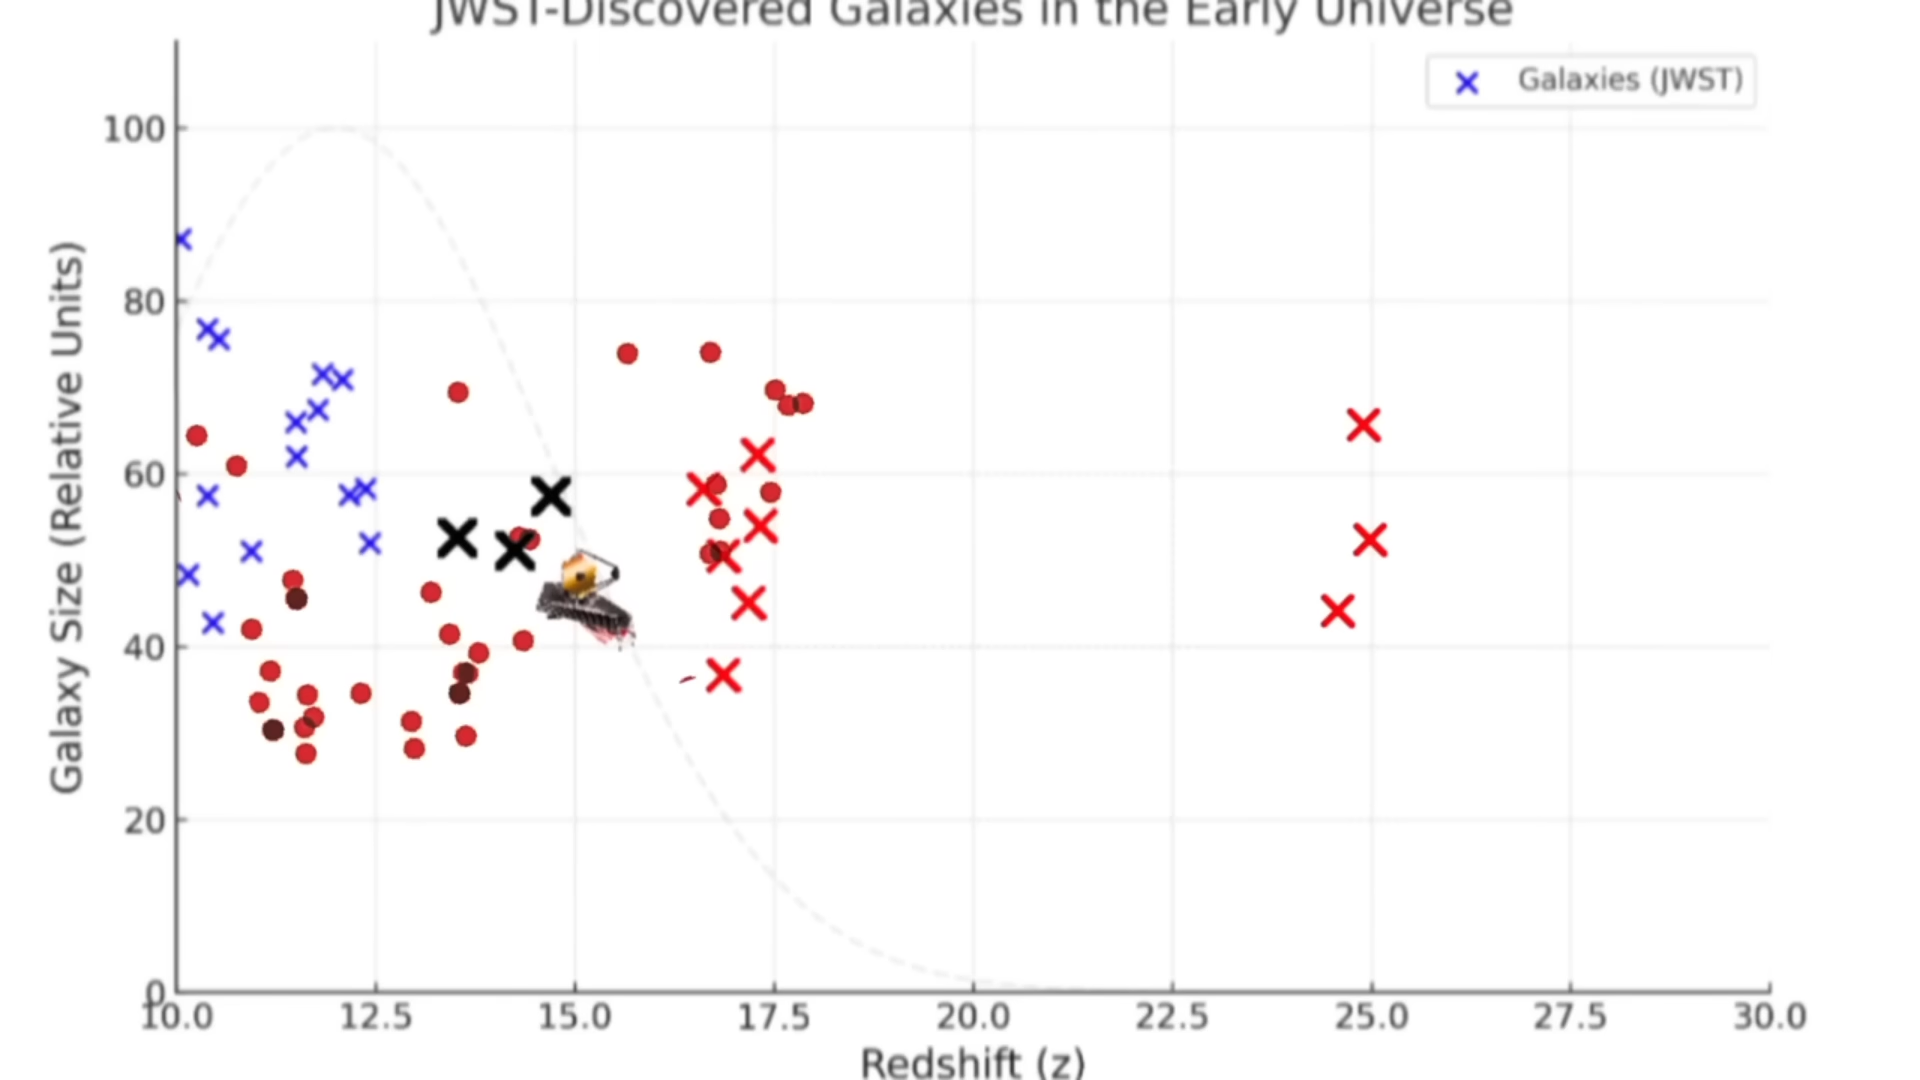 JWST-Discovered Galaxies in the Early Universe
Galaxies (JWST)
Galaxy Size (Relative Units)
100
80
60
40
20
0
10.0 12.5 15.0 17.5 20.0 22.5 25.0 27.5 30.0
Redshift (z)